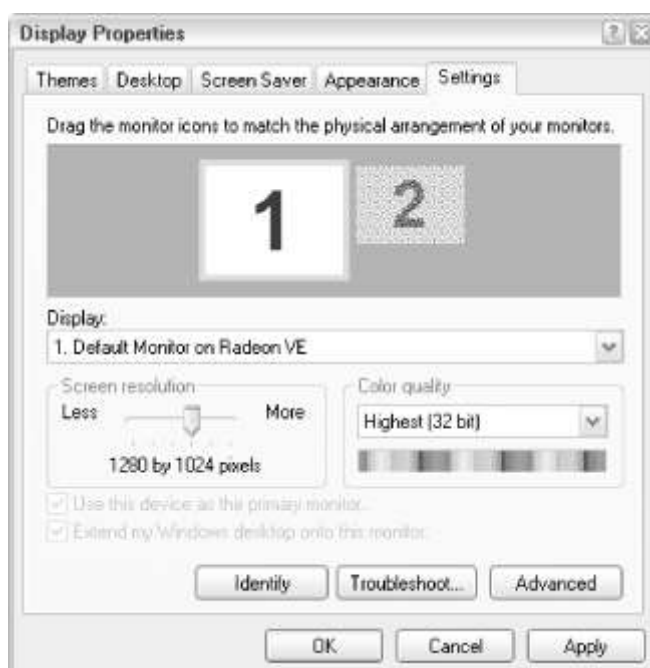 Display Properties
Themes Desktop Screen Saver Appearance Settings
Drag the monitor icons to match the physical arrangement of your monitors.
1 2
Display:
1. Default Monitor on Radeon VE
Screen resolution Color quality
Less More Highest (32 bit)
1280 by 1024 pixels
Use this device as the primary monitor.
Extend my Windows desktop onto this monitor.
Identify Troubleshoot... Advanced
OK Cancel Apply